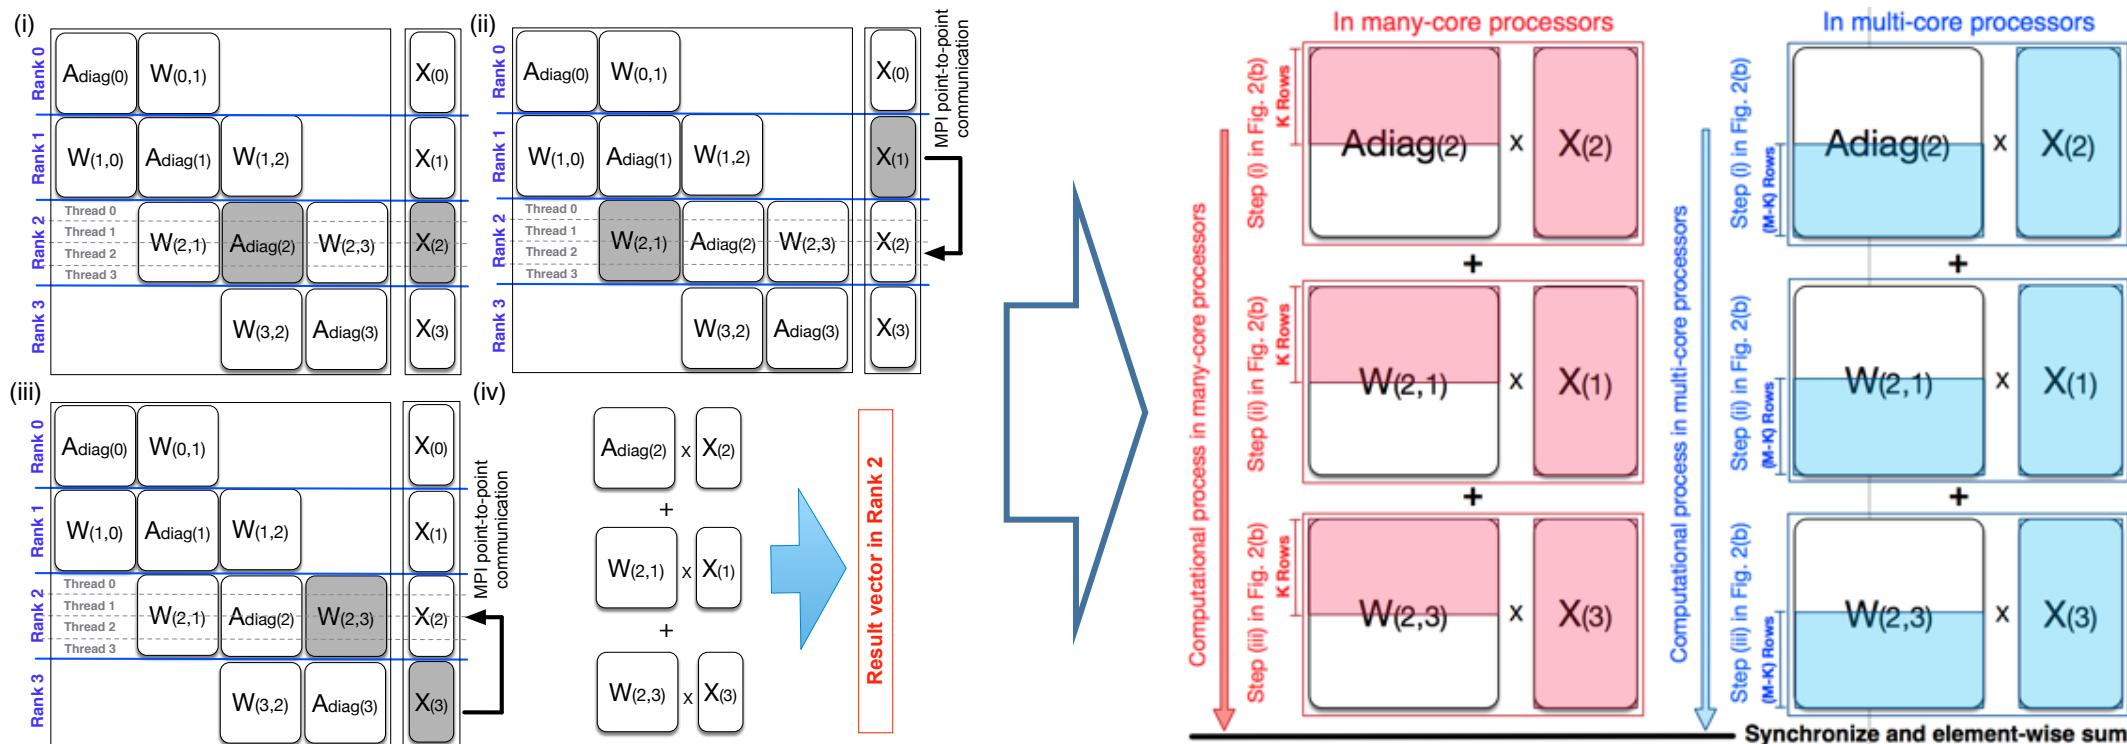 (i)
Rank 0
Adiag(0)
W(0,1)
X(0)
Rank 1
W(1,0)
Adiag(1)
W(1,2)
X(1)
Rank 2
Thread 0
Thread 1
Thread 2
Thread 3
W(2,1)
Adiag(2)
W(2,3)
X(2)
Rank 3
W(3,2)
Adiag(3)
X(3)
(ii)
Adiag(0)
W(0,1)
X(0)
Rank 1
W(1,0)
Adiag(1)
W(1,2)
X(1)
Rank 2
Thread 0
Thread 1
Thread 2
Thread 3
W(2,1)
Adiag(2)
W(2,3)
X(2)
Rank 3
W(3,2)
Adiag(3)
X(3)
Rank 0
MPI point-to-point
communication
(iii)
Rank 0
Adiag(0)
W(0,1)
X(0)
Rank 1
W(1,0)
Adiag(1)
W(1,2)
X(1)
Rank 2
Thread 0
Thread 1
Thread 2
Thread 3
W(2,1)
Adiag(2)
W(2,3)
X(2)
Rank 3
W(3,2)
Adiag(3)
X(3)
MPI point-to-point
communication
(iv)
Adiag(2) x X(2)
+
W(2,1) x X(1)
+
W(2,3) x X(3)
Result vector in Rank 2
In many-core processors
Computational process in many-core processors
Step (i) in Fig. 2(b)
K Rows
Adiag(2) x X(2)
+
Step (ii) in Fig. 2(b)
K Rows
W(2,1) x X(1)
+
Step (iii) in Fig. 2(b)
K Rows
W(2,3) x X(3)
In multi-core processors
Computational process in multi-core processors
Step (i) in Fig. 2(b)
(M-K) Rows
Adiag(2) x X(2)
+
Step (ii) in Fig. 2(b)
(M-K) Rows
W(2,1) x X(1)
+
Step (iii) in Fig. 2(b)
(M-K) Rows
W(2,3) x X(3)
Synchronize and element-wise sum